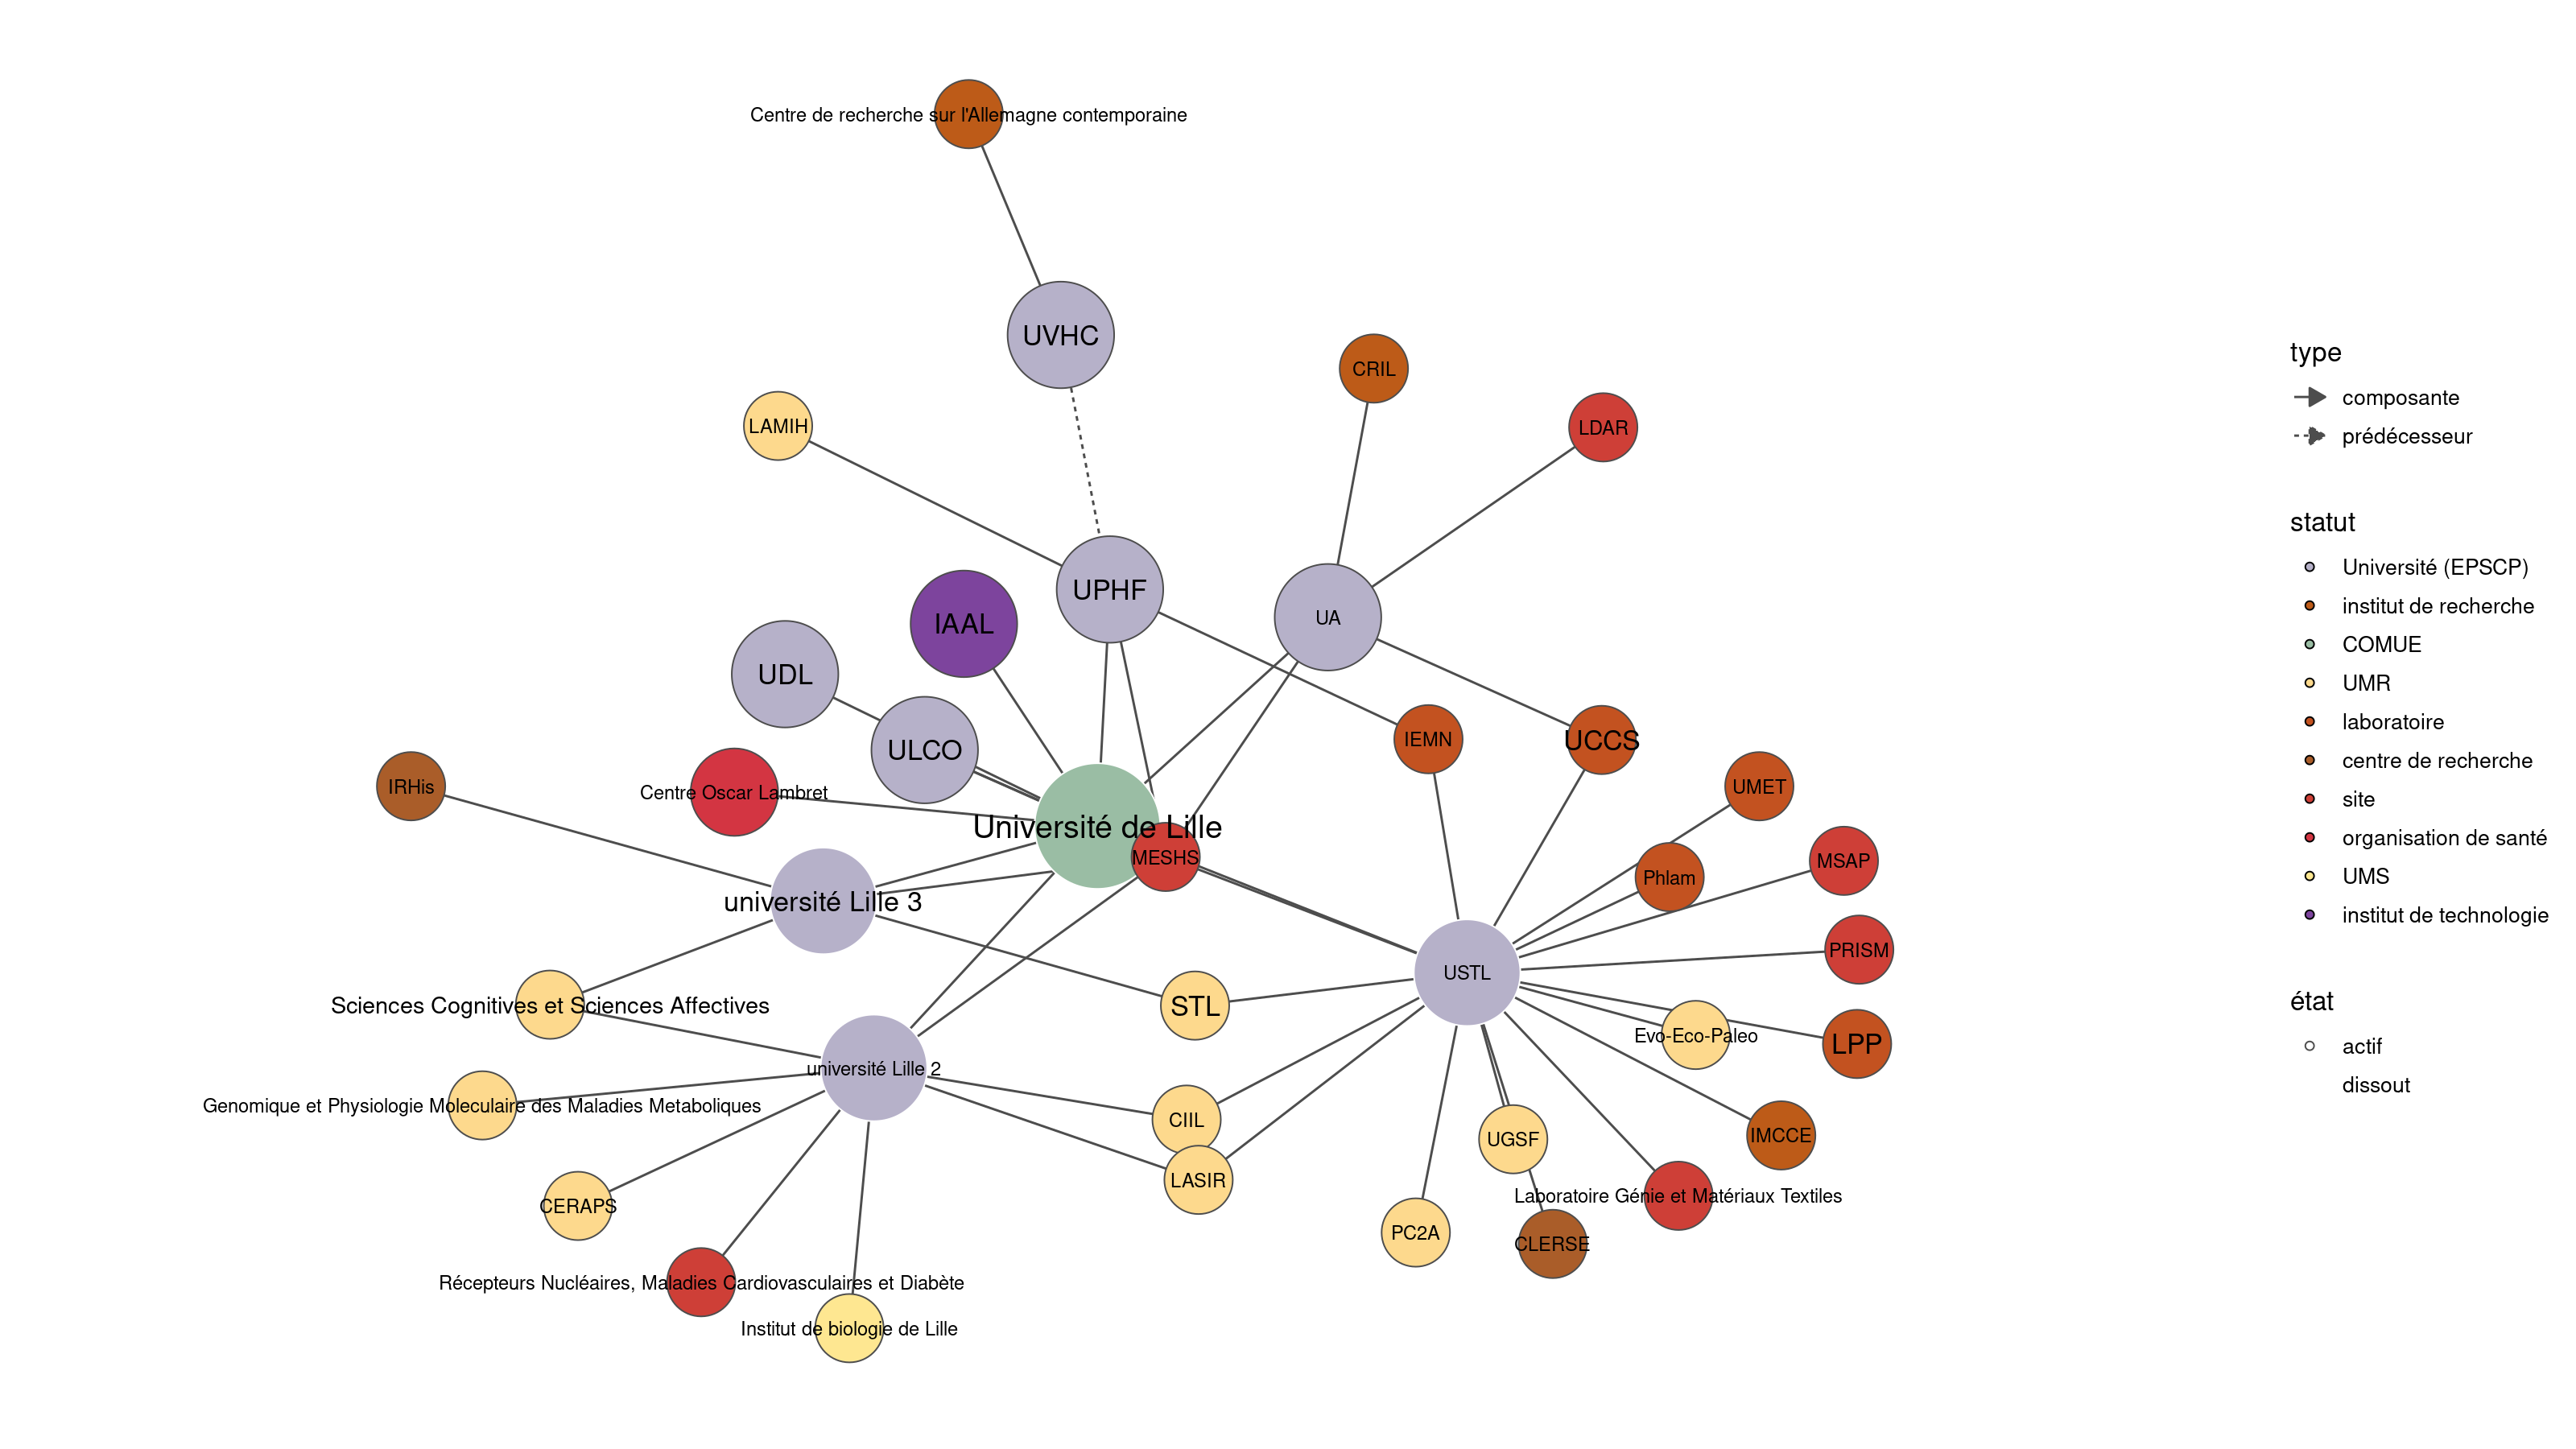 Centre de recherche sur l'Allemagne contemporaine
UVHC
CRIL
LAMIH
LDAR
UPHF
UA
IAAL
UDL
ULCO
IEMN
UCCS
IRHis
Centre Oscar Lambret
UMET
Université de Lille
MESHS
MSAP
Phlam
université Lille 3
PRISM
USTL
Sciences Cognitives et Sciences Affectives
STL
Evo-Eco-Paleo
LPP
université Lille 2
Genomique et Physiologie Moleculaire des Maladies Metaboliques
CIIL
UGSF
IMCCE
LASIR
Laboratoire Génie et Matériaux Textiles
CERAPS
PC2A
CLERSE
Récepteurs Nucléaires, Maladies Cardiovasculaires et Diabète
Institut de biologie de Lille
type
composante
prédécesseur
statut
Université (EPSCP)
institut de recherche
COMUE
UMR
laboratoire
centre de recherche
site
organisation de santé
UMS
institut de technologie
état
actif
dissout